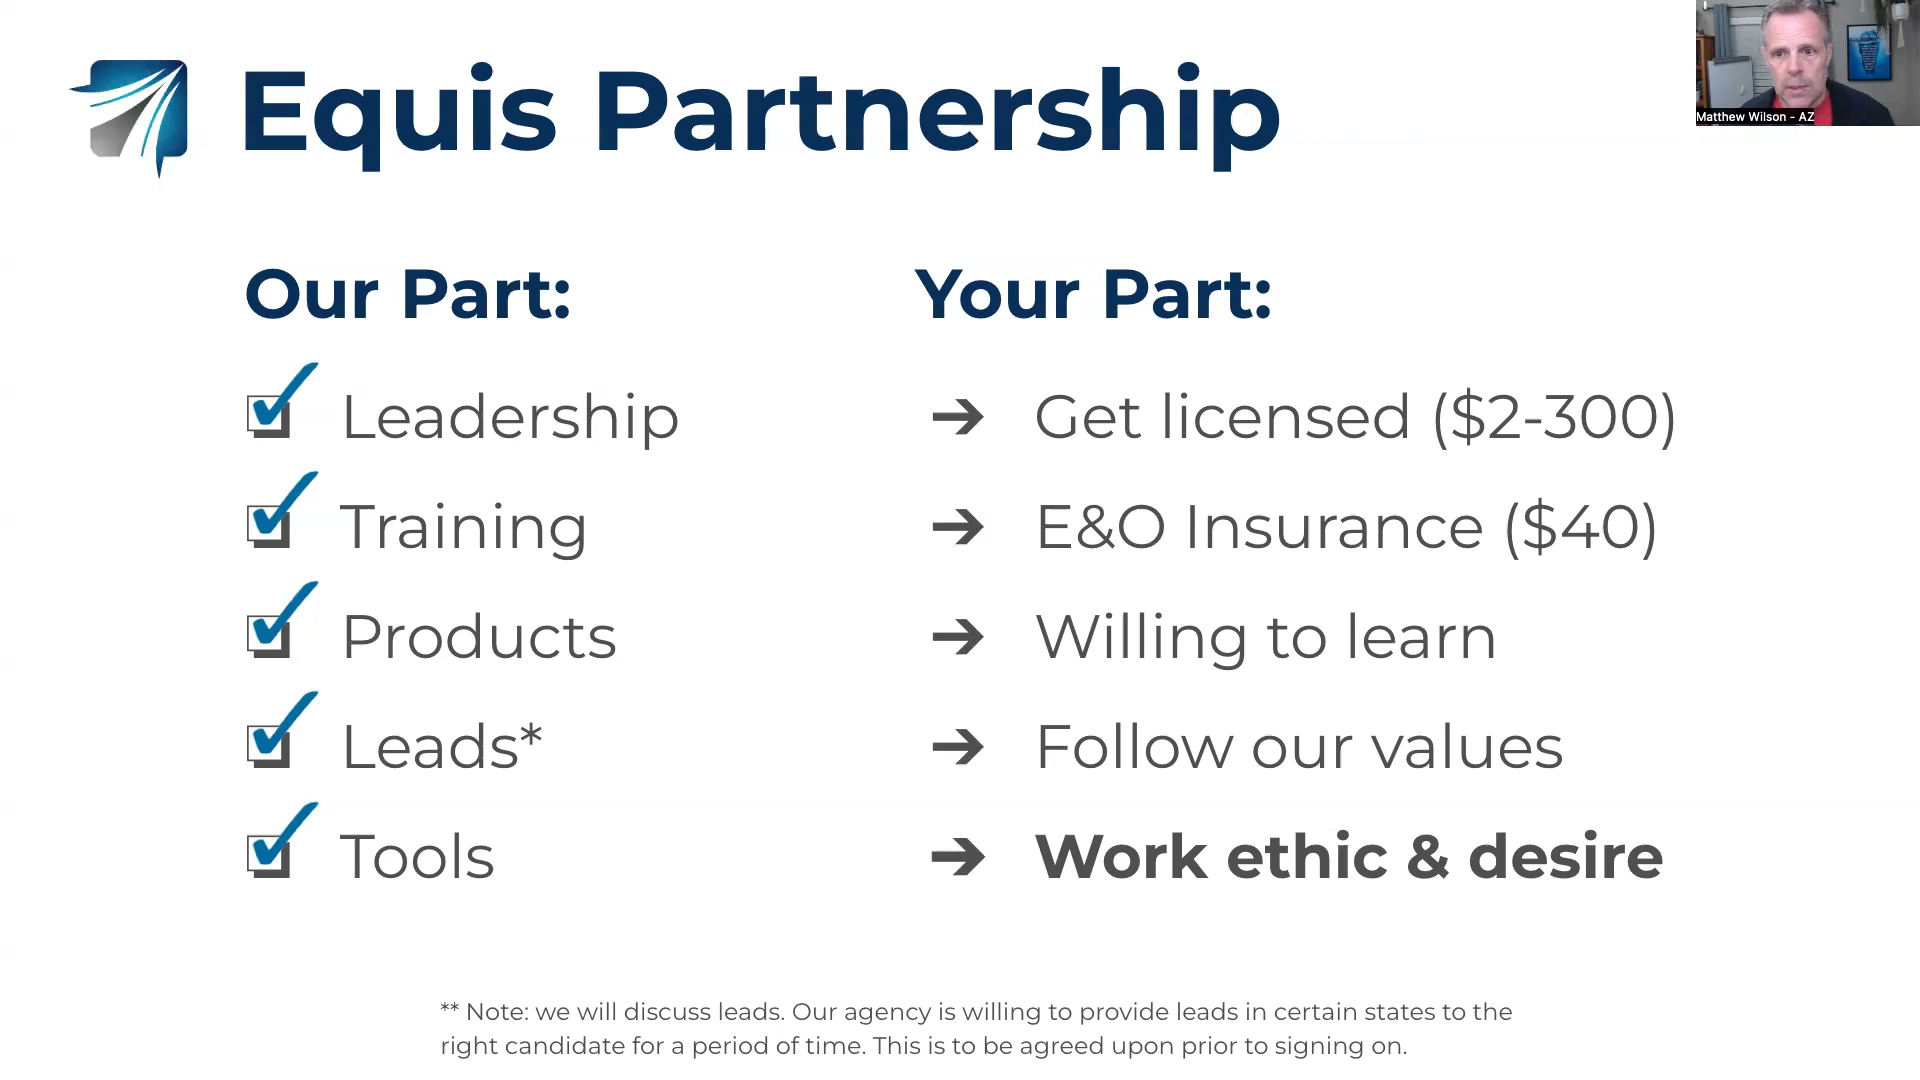 Equis Partnership
Matthew Wilson - AZ
Our Part:
Leadership
Training
Products
Leads*
Tools
Your Part:
Get licensed ($2-300)
E&O Insurance ($40)
Willing to learn
Follow our values
Work ethic & desire
** Note: we will discuss leads. Our agency is willing to provide leads in certain states to the
right candidate for a period of time. This is to be agreed upon prior to signing on.